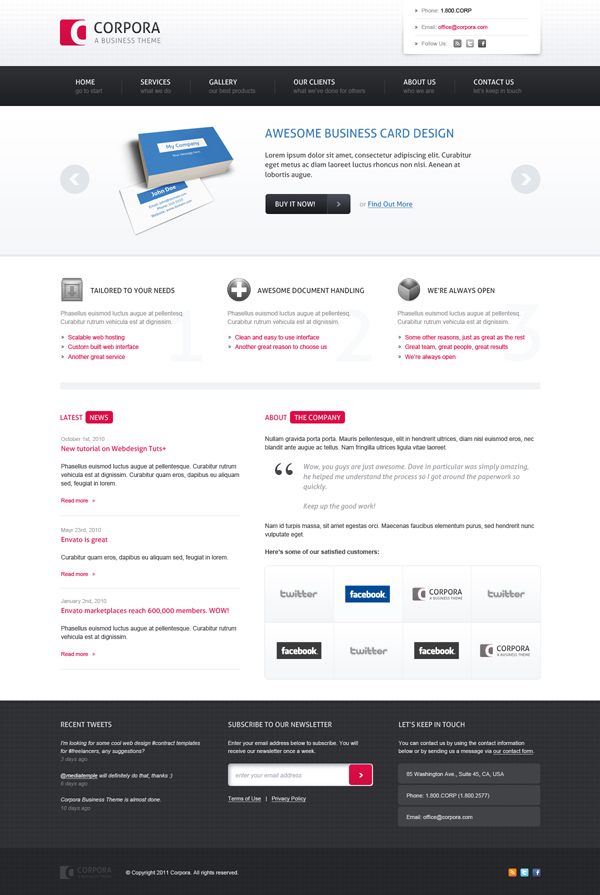 CORPORA
A BUSINESS THEME
Phone: 1.800.CORP
Email: office@corpora.com
Follow Us:
HOME
go to start
SERVICES
what we do
GALLERY
our best products
OUR CLIENTS
what we've done for others
ABOUT US
who we are
CONTACT US
let's keep in touch
My Company
John Doe
AWESOME BUSINESS CARD DESIGN
Lorem ipsum dolor sit amet, consectetur adipiscing elit. Curabitur
eget metus ac diam laoreet luctus rhoncus non nisl. Aenean at
lobortis augue.
BUY IT NOW!
or Find Out More
TAILORED TO YOUR NEEDS
Phasellus euismod luctus augue at pellentesq.
Curabitur rutrum vehicula est at dignissim.
Scalable web hosting
Custom built web interface
Another great service
1
AWESOME DOCUMENT HANDLING
Phasellus euismod luctus augue at pellentesq.
Curabitur rutrum vehicula est at dignissim.
Clean and easy to use interface
Another great reason to choose us
2
WE'RE ALWAYS OPEN
Phasellus euismod luctus augue at pellentesq.
Curabitur rutrum vehicula est at dignissim.
Some other reasons, just as great as the rest
Great team, great people, great results
We're always open
3
LATEST NEWS
October 1st, 2010
New tutorial on Webdesign Tuts+
Phasellus euismod luctus augue at pellentesque. Curabitur rutrum
vehicula est at dignissim. Curabitur quam eros, dapibus eu aliquam
sed, feugiat in lorem.
Read more »
Mayr 23rd, 2010
Envato is great
Curabitur quam eros, dapibus eu aliquam sed, feugiat in lorem.
Read more »
January 2nd, 2010
Envato marketplaces reach 600,000 members. WOW!
Phasellus euismod luctus augue at pellentesque. Curabitur rutrum
vehicula est at dignissim.
Read more »
ABOUT THE COMPANY
Nullam gravida porta porta. Mauris pellentesque, elit in hendrerit ultrices, diam nisl euismod eros, nec
blandit ante augue ac tellus. Nam fringilla ultrices ligula vitae laoreet.
“ Wow, you guys are just awesome. Dave in particular was simply amazing,
he helped me understand the process so I got around the paperwork so
quickly.
Keep up the good work!
Nam id turpis massa, sit amet egestas orci. Maecenas faucibus elementum purus, sed hendrerit nunc
vulputate eget.
Here's some of our satisfied customers:
twitter
facebook.
CORPORA
A BUSINESS THEME
twitter
facebook.
twitter
facebook.
CORPORA
A BUSINESS THEME
RECENT TWEETS
I'm looking for some cool web design #contract templates
for #freelancers, any suggestions?
3 days ago
@mediatemple will definitely do that, thanks :)
6 days ago
Corpora Business Theme is almost done.
10 days ago
SUBSCRIBE TO OUR NEWSLETTER
Enter your email address below to subscribe. You will
receive our newsletter once a week.
enter your email address
Terms of Use | Privacy Policy
LET'S KEEP IN TOUCH
You can contact us by using the contact information
below or by sending us a message via our contact form.
85 Washington Ave., Suite 45, CA, USA
Phone: 1.800.CORP (1.800.2577)
Email: office@corpora.com
CORPORA
A BUSINESS THEME
© Copyright 2011 Corpora. All rights reserved.